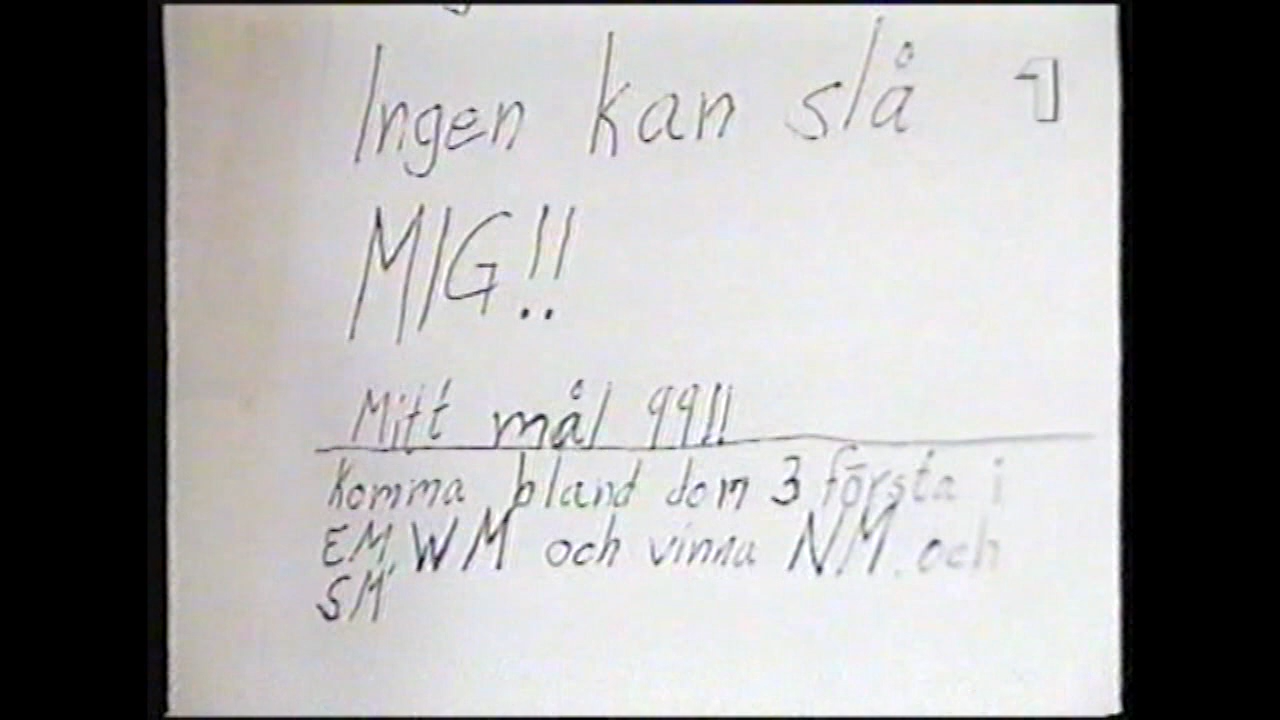 Ingen kan slå 1
MIG!!
Mitt mål 99!!
Komma bland dom 3 första i
EM, WM och vinna NM. och
SM